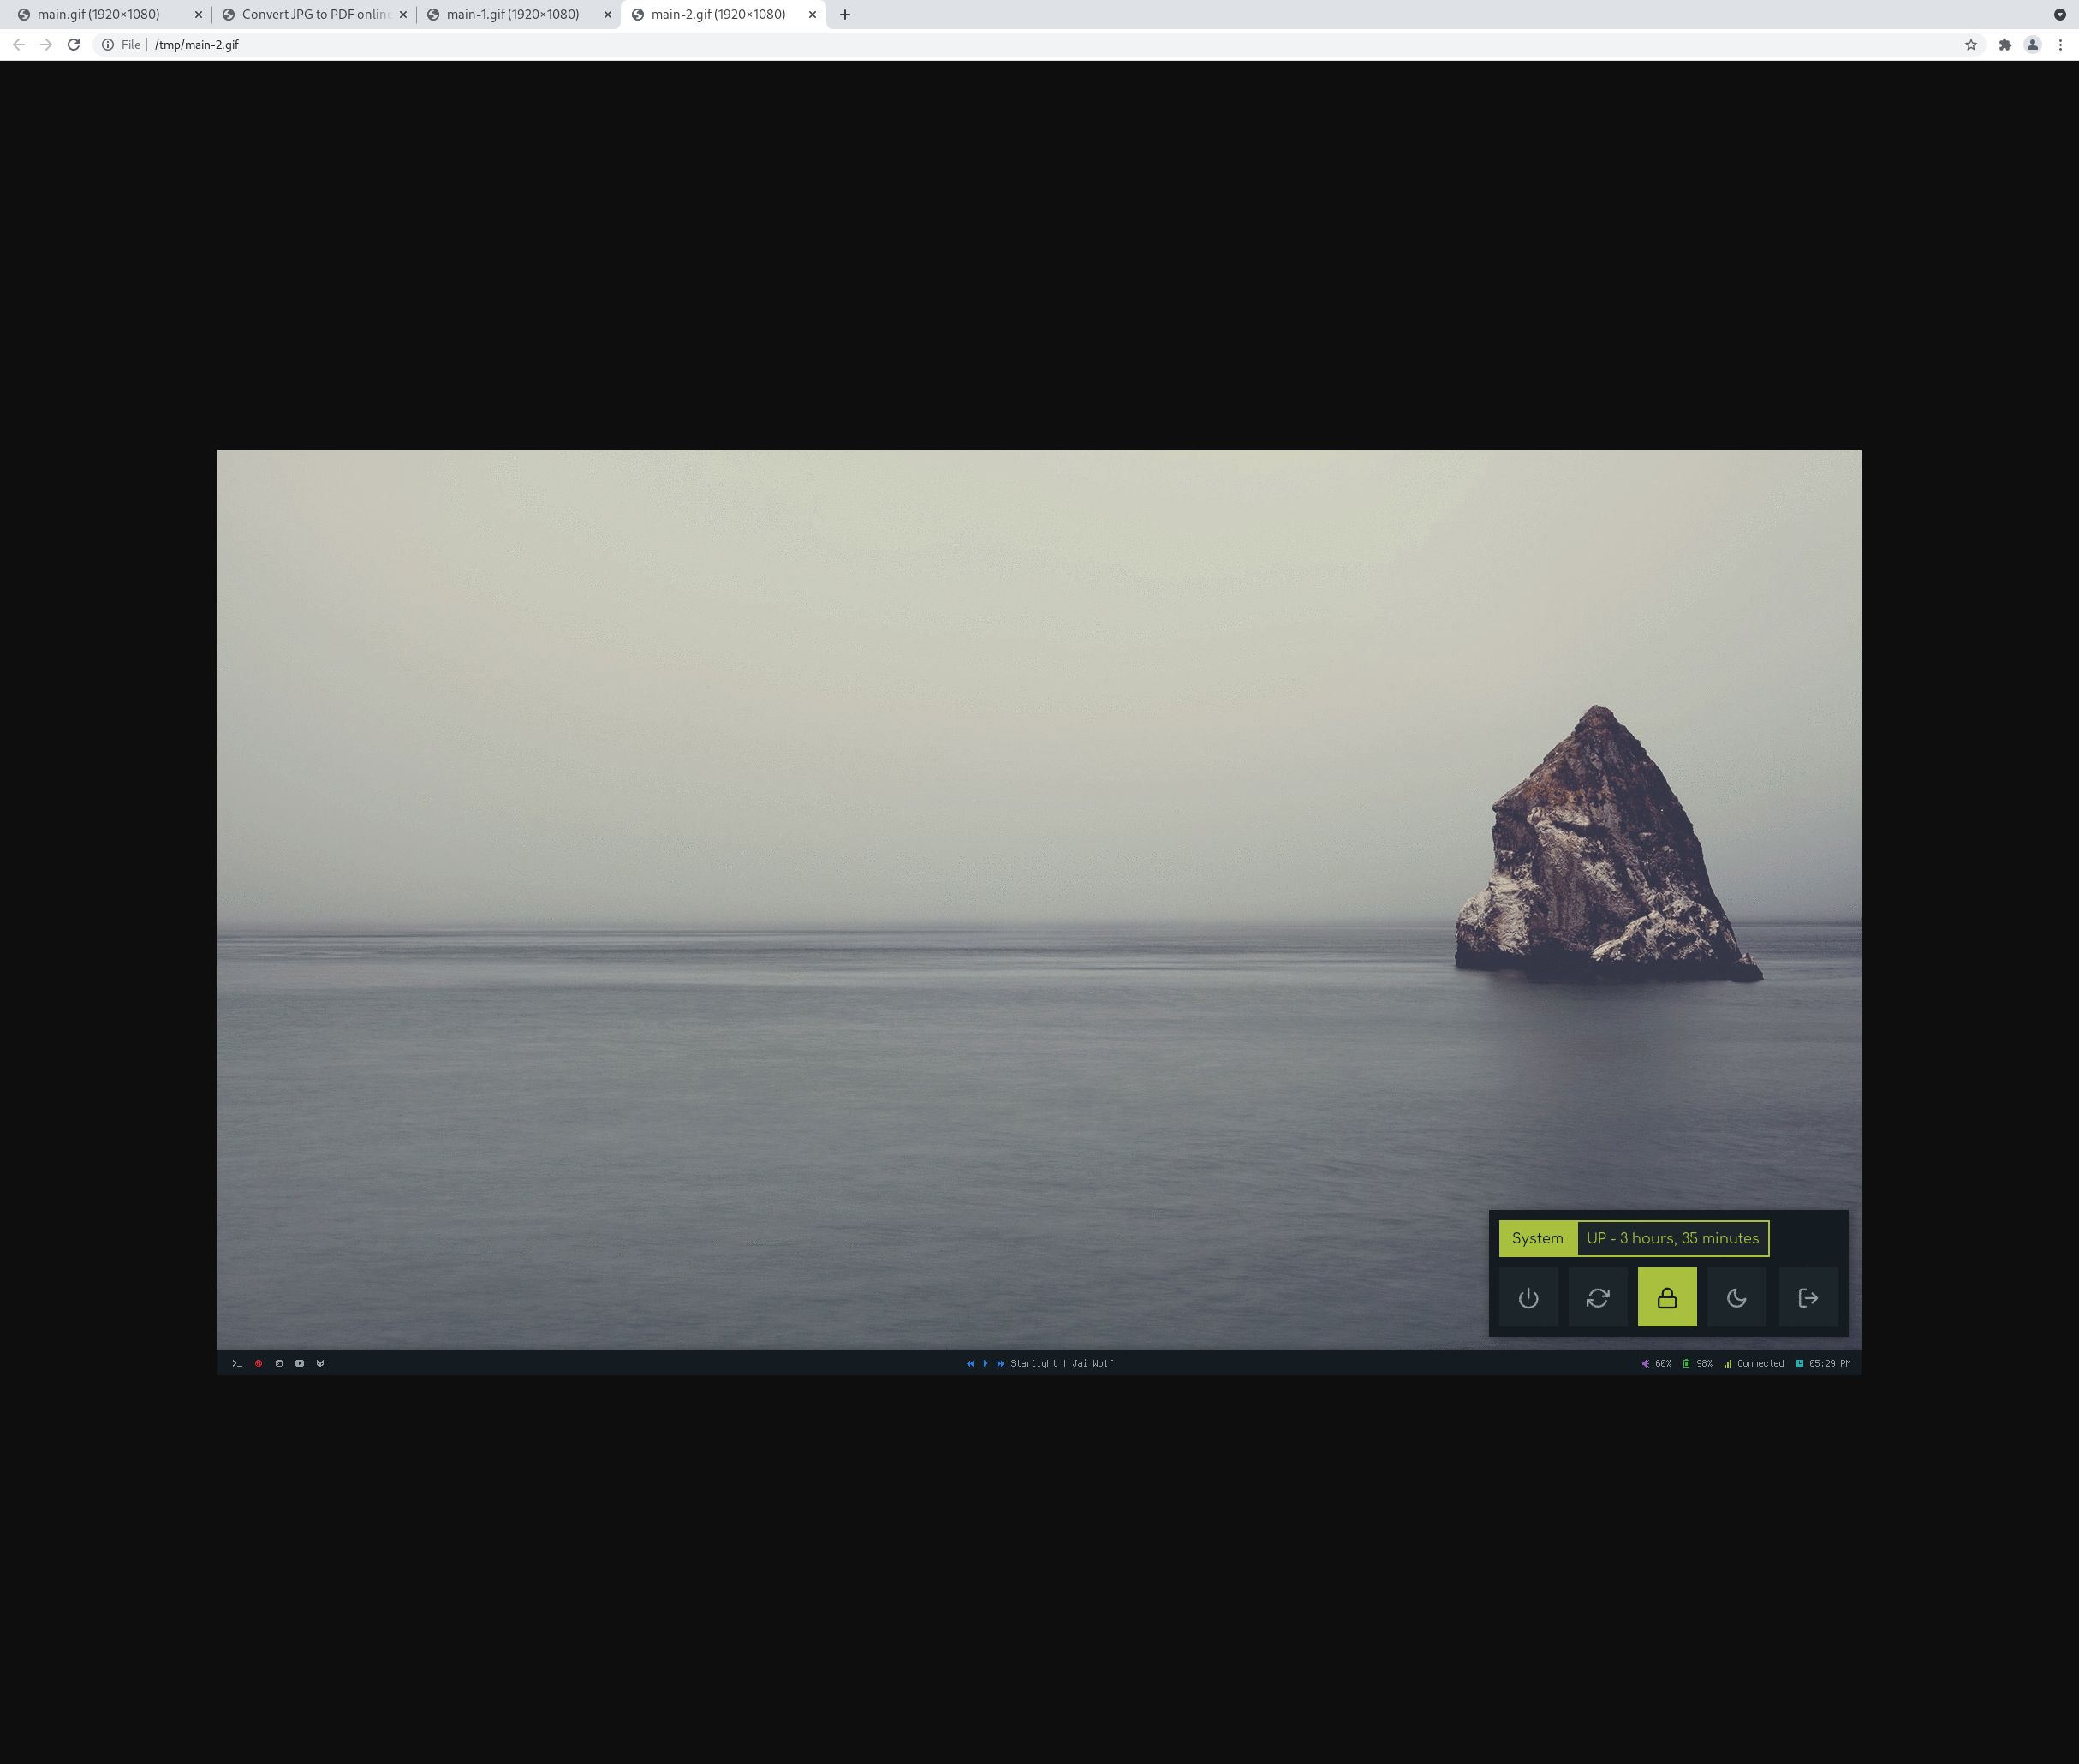 main.gif (1920×1080)
Convert JPG to PDF onlin
main-1.gif (1920×1080)
main-2.gif (1920×1080)
File
/tmp/main-2.gif
System
UP - 3 hours, 35 minutes
Starlight | Jai Wolf
60%
98%
Connected
05:29 PM